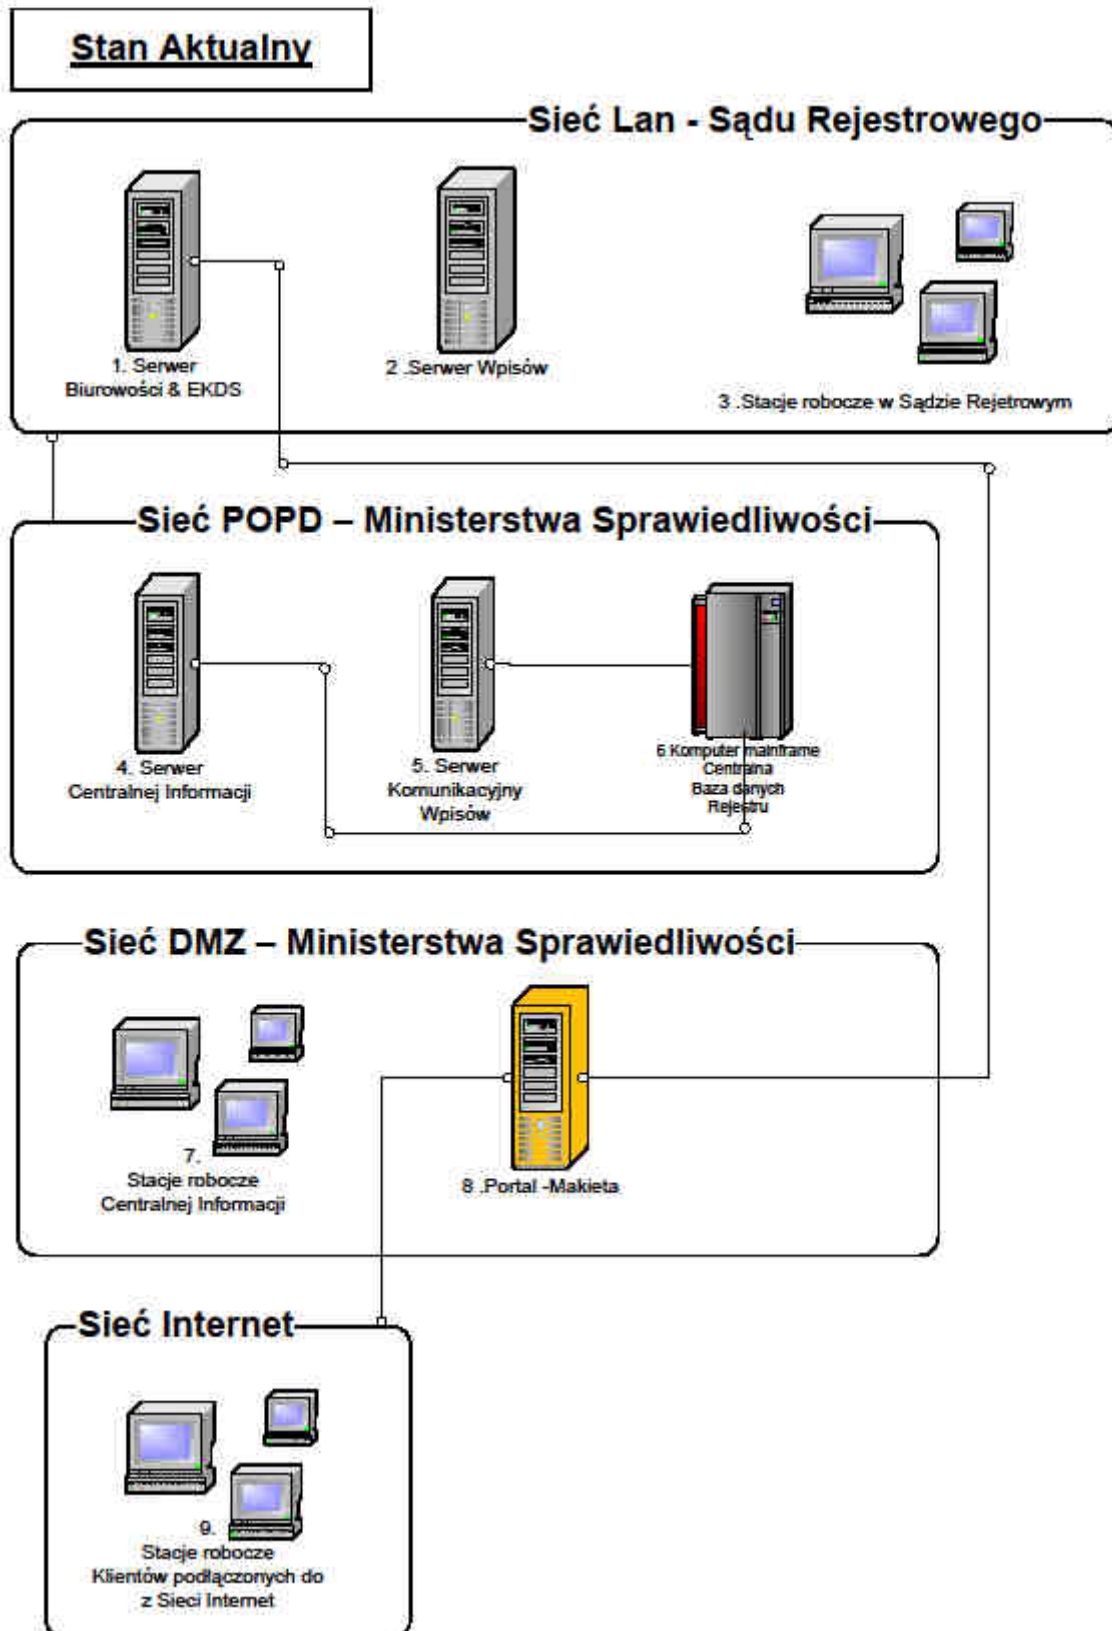 Stan Aktualny
Sieć Lan - Sądu Rejestrowego
1. Serwer
Biurowości & EKDS
2 .Serwer Wpisów
3 .Stacje robocze w Sądzie Rejetrowym
Sieć POPD – Ministerstwa Sprawiedliwości
4. Serwer
Centralnej Informacji
5. Serwer
Komunikacyjny
Wpisów
6 Komputer mainframe
Centralna
Baza danych
Rejestru
Sieć DMZ – Ministerstwa Sprawiedliwości
7.
Stacje robocze
Centralnej Informacji
8 .Portal -Makieta
Sieć Internet
9.
Stacje robocze
Klientów podłączonych do
z Sieci Internet